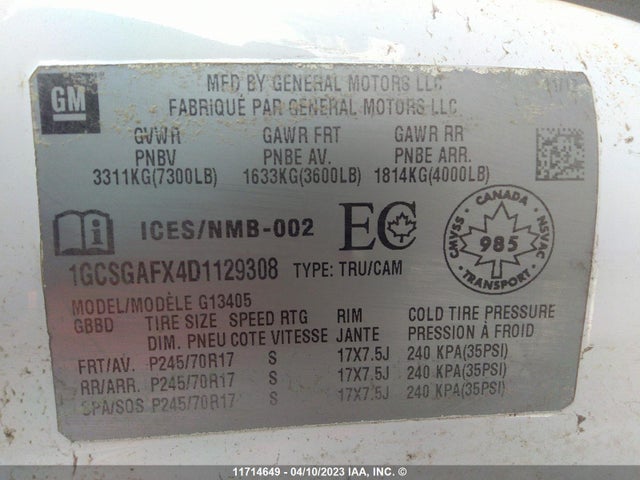 GM
MFD BY GENERAL MOTORS LLC
FABRIQUÉ PAR GENERAL MOTORS LLC
GVWR GAWR FRT GAWR RR
PNBV PNBE AV. PNBE ARR.
3311KG(7300LB) 1633KG(3600LB) 1814KG(4000LB)
ICES/NMB-002 EC
CANADA
CMVSS 985 NSVAC
TRANSPORT
1GCSGAFX4D1129308 TYPE: TRU/CAM
MODEL/MODÈLE G13405
GBBD TIRE SIZE SPEED RTG RIM COLD TIRE PRESSURE
DIM. PNEU COTE VITESSE JANTE PRESSION À FROID
FRT/AV. P245/70R17 S 17X7.5J 240 KPA(35PSI)
RR/ARR. P245/70R17 S 17X7.5J 240 KPA(35PSI)
SPA/SOS P245/70R17 S 17X7.5J 240 KPA(35PSI)
11714649 - 04/10/2023 IAA, Inc.©